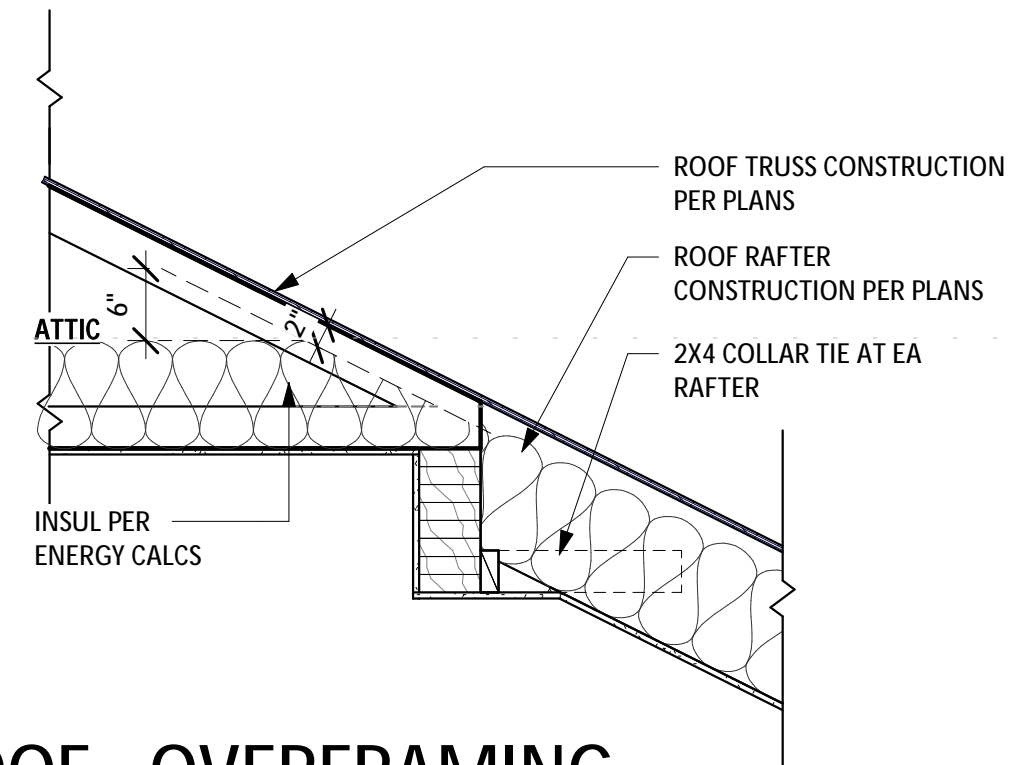 ROOF TRUSS CONSTRUCTION
PER PLANS
ROOF RAFTER
CONSTRUCTION PER PLANS
6"
2"
ATTIC
2X4 COLLAR TIE AT EA
RAFTER
INSUL PER
ENERGY CALCS
OVERFRAMING